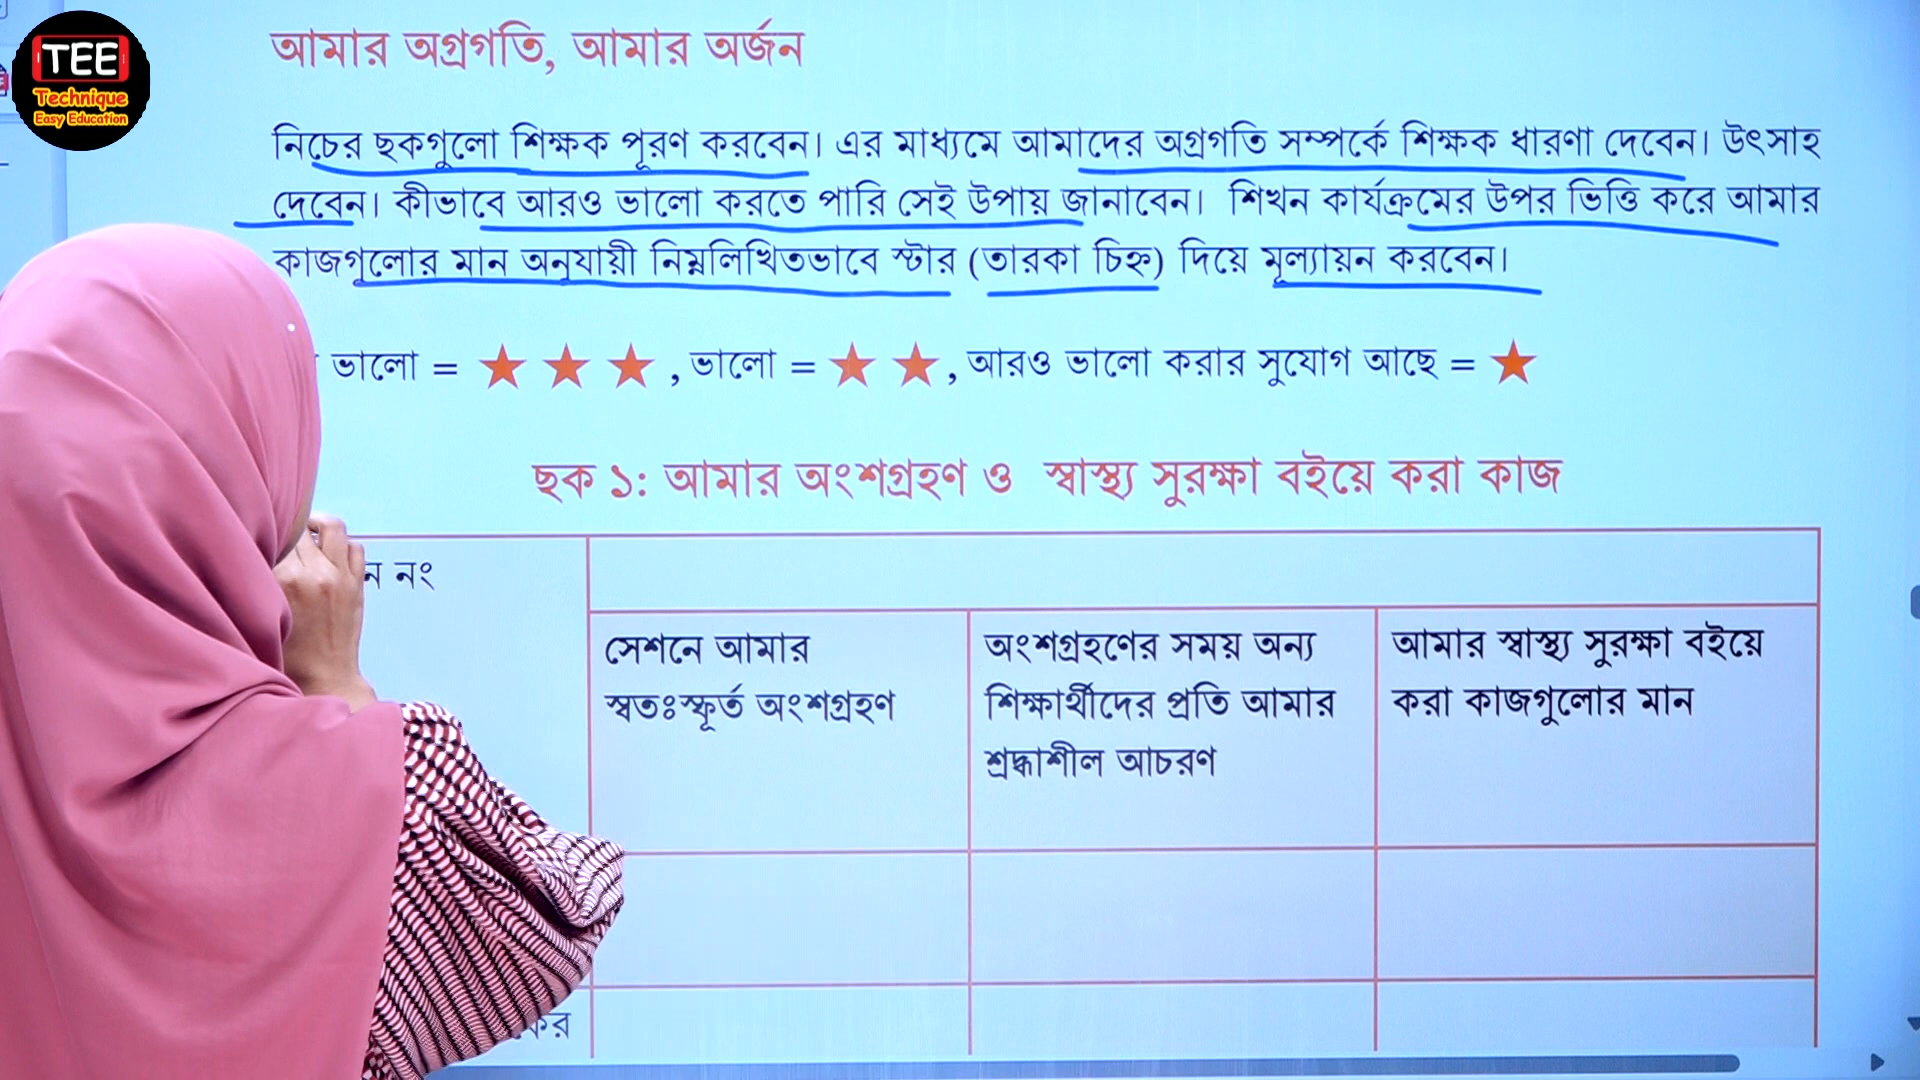 TEE
Technique
Easy Education
আমার অগ্রগতি, আমার অর্জন
নিচের ছকগুলো শিক্ষক পূরণ করবেন। এর মাধ্যমে আমাদের অগ্রগতি সম্পর্কে শিক্ষক ধারণা দেবেন। উৎসাহ
দেবেন। কীভাবে আরও ভালো করতে পারি সেই উপায় জানাবেন। শিখন কার্যক্রমের উপর ভিত্তি করে আমার
কাজগুলোর মান অনুযায়ী নিম্নলিখিতভাবে স্টার (তারকা চিহ্ন) দিয়ে মূল্যায়ন করবেন।
ভালো = ★ ★ ★ , ভালো = ★ ★, আরও ভালো করার সুযোগ আছে = ★
ছক ১: আমার অংশগ্রহণ ও স্বাস্থ্য সুরক্ষা বইয়ে করা কাজ
নং
সেশনে আমার
স্বতঃস্ফূর্ত অংশগ্রহণ
অংশগ্রহণের সময় অন্য
শিক্ষার্থীদের প্রতি আমার
শ্রদ্ধাশীল আচরণ
আমার স্বাস্থ্য সুরক্ষা বইয়ে
করা কাজগুলোর মান